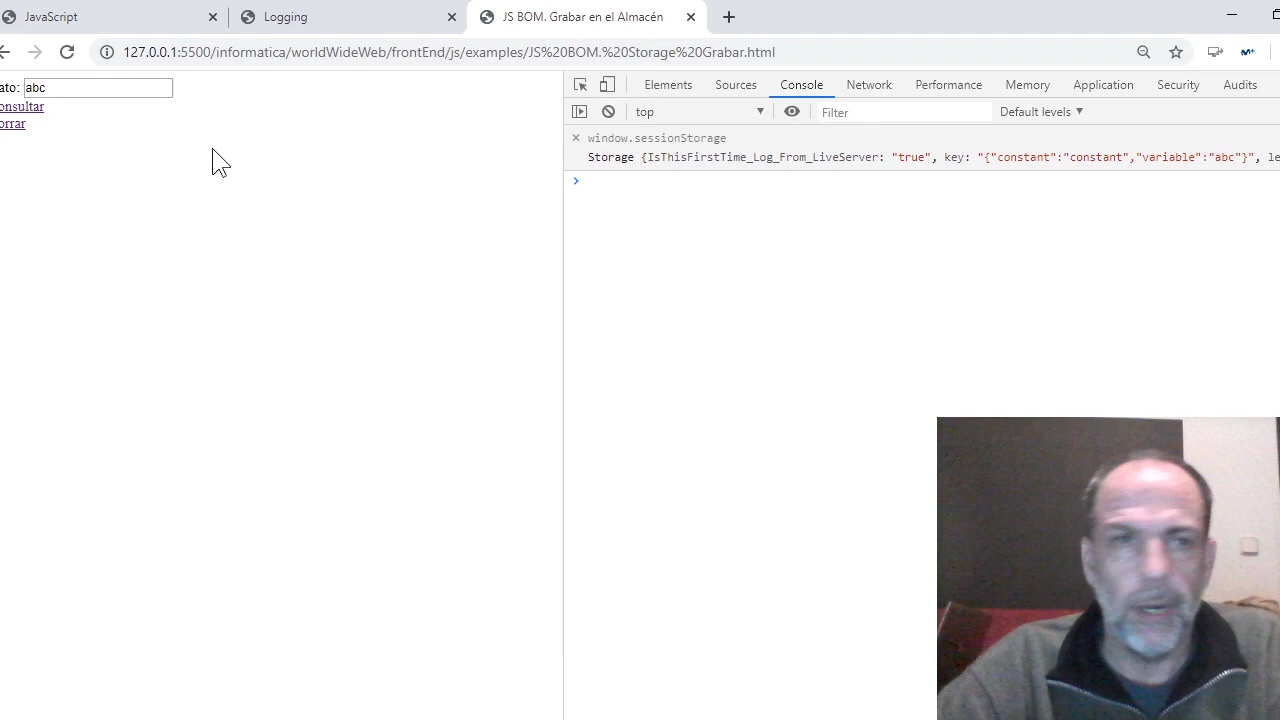 JavaScript
Logging
JS BOM. Grabar en el Almacén
127.0.0.1:5500/informatica/worldWideWeb/frontEnd/js/examples/JS%20BOM.%20Storage%20Grabar.html
ato: abc
onsultar
orrar
Elements Sources Console Network Performance Memory Application Security Audits
top Filter Default levels
window.sessionStorage
Storage {IsThisFirstTime_Log_From_LiveServer: "true", key: "{"constant":"constant","variable":"abc"}", le